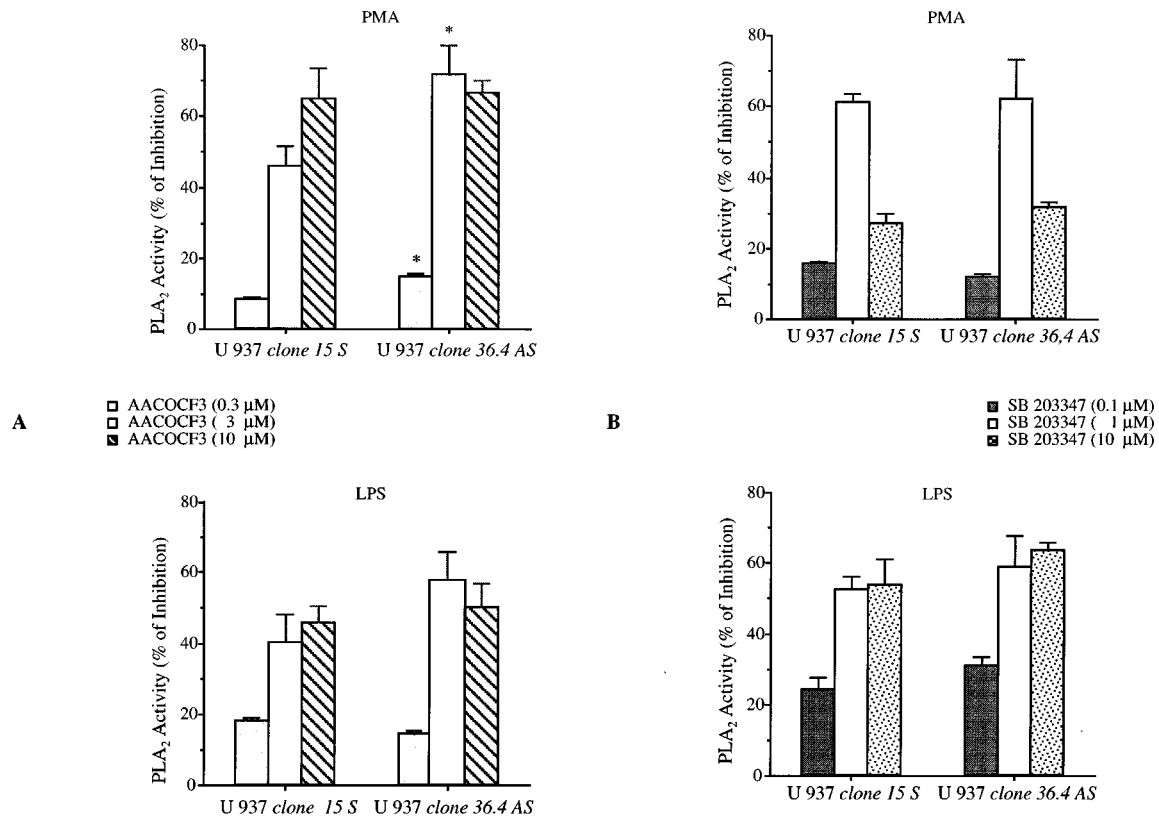 PMA
PLA₂ Activity (% of Inhibition)
80
60
40
20
0
*
*
U 937 clone 15 S
U 937 clone 36.4 AS
PMA
PLA₂ Activity (% of Inhibition)
80
60
40
20
0
U 937 clone 15 S
U 937 clone 36,4 AS
A
AACOCF3 (0.3 µM)
AACOCF3 ( 3 µM)
AACOCF3 (10 µM)
B
SB 203347 (0.1 µM)
SB 203347 ( 1 µM)
SB 203347 (10 µM)
LPS
PLA₂ Activity (% of Inhibition)
80
60
40
20
0
U 937 clone 15 S
U 937 clone 36.4 AS
LPS
PLA₂ Activity (% of Inhibition)
80
60
40
20
0
U 937 clone 15 S
U 937 clone 36.4 AS